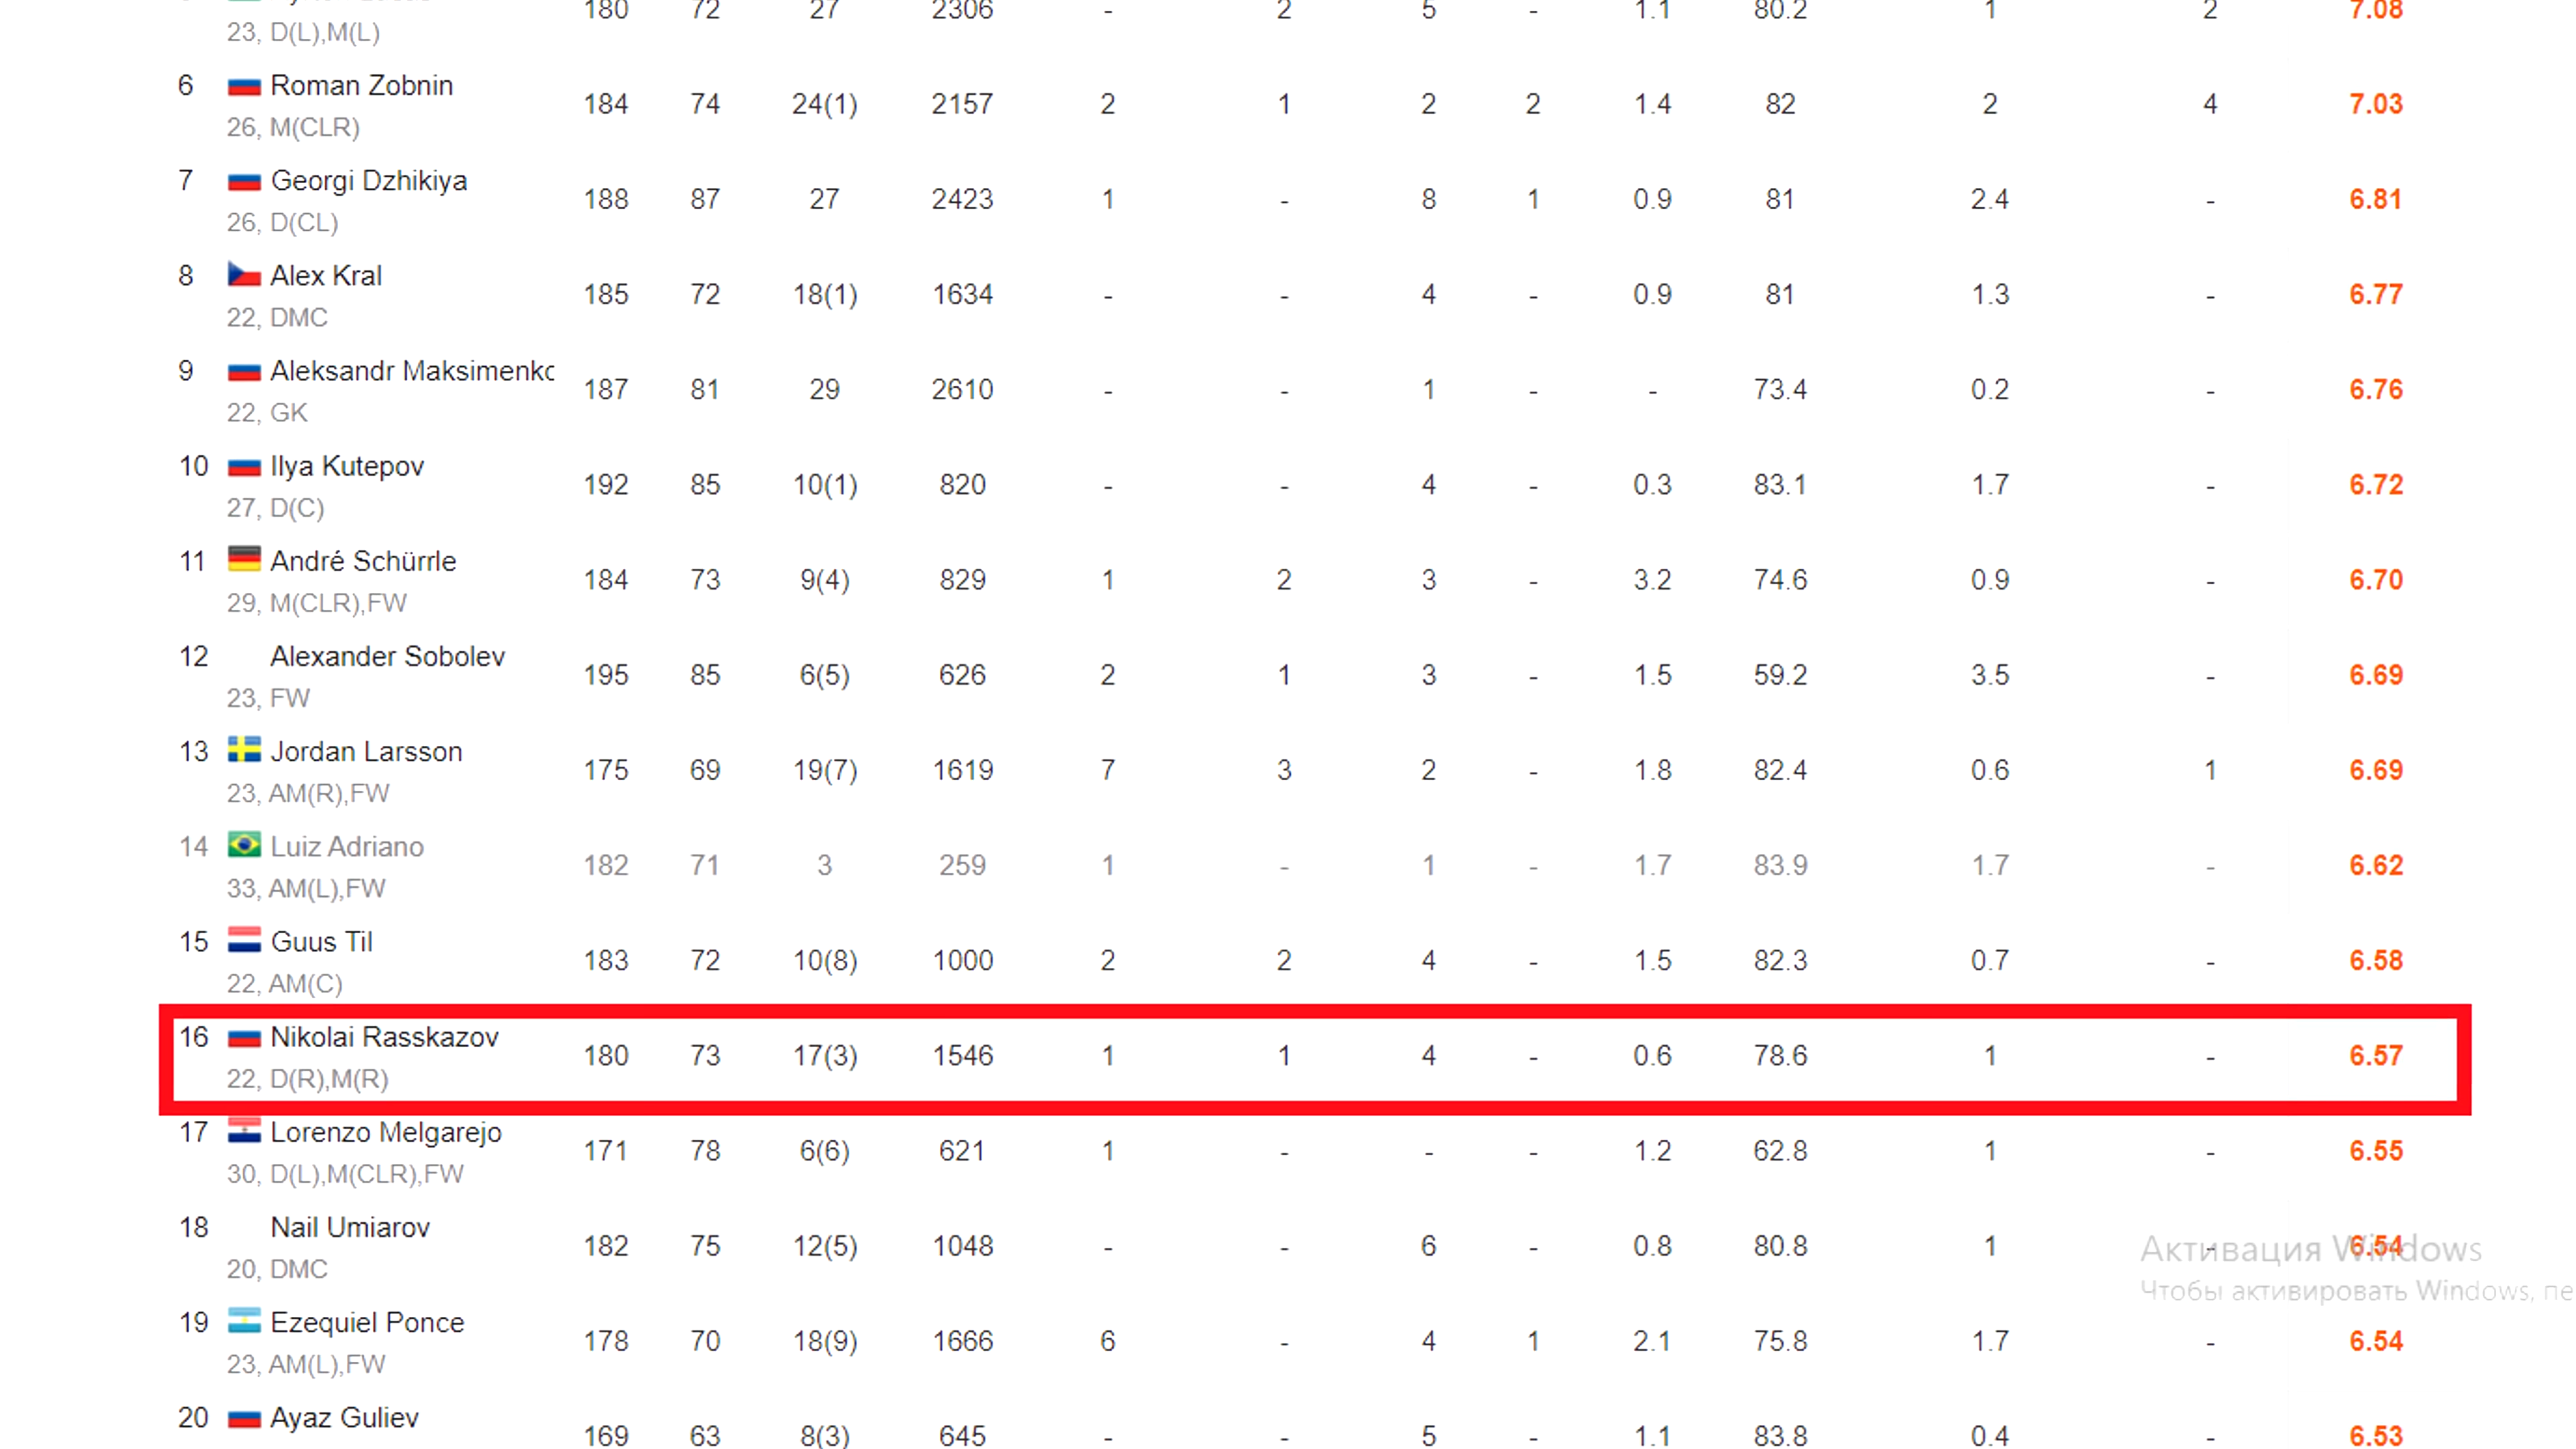 180 72 27 2306 - 2 5 - 1.1 80.2 1 2 7.08
23, D(L),M(L)
6 Roman Zobnin 184 74 24(1) 2157 2 1 2 2 1.4 82 2 4 7.03
26, M(CLR)
7 Georgi Dzhikiya 188 87 27 2423 1 - 8 1 0.9 81 2.4 - 6.81
26, D(CL)
8 Alex Kral 185 72 18(1) 1634 - - 4 - 0.9 81 1.3 - 6.77
22, DMC
9 Aleksandr Maksimenko 187 81 29 2610 - - 1 - - 73.4 0.2 - 6.76
22, GK
10 Ilya Kutepov 192 85 10(1) 820 - - 4 - 0.3 83.1 1.7 - 6.72
27, D(C)
11 André Schürrle 184 73 9(4) 829 1 2 3 - 3.2 74.6 0.9 - 6.70
29, M(CLR),FW
12 Alexander Sobolev 195 85 6(5) 626 2 1 3 - 1.5 59.2 3.5 - 6.69
23, FW
13 Jordan Larsson 175 69 19(7) 1619 7 3 2 - 1.8 82.4 0.6 1 6.69
23, AM(R),FW
14 Luiz Adriano 182 71 3 259 1 - 1 - 1.7 83.9 1.7 - 6.62
33, AM(L),FW
15 Guus Til 183 72 10(8) 1000 2 2 4 - 1.5 82.3 0.7 - 6.58
22, AM(C)
16 Nikolai Rasskazov 180 73 17(3) 1546 1 1 4 - 0.6 78.6 1 - 6.57
22, D(R),M(R)
17 Lorenzo Melgarejo 171 78 6(6) 621 1 - - - 1.2 62.8 1 - 6.55
30, D(L),M(CLR),FW
18 Nail Umiarov 182 75 12(5) 1048 - - 6 - 0.8 80.8 1 - 6.54
20, DMC
Активация Windows
Чтобы активировать Windows, пе
19 Ezequiel Ponce 178 70 18(9) 1666 6 - 4 1 2.1 75.8 1.7 - 6.54
23, AM(L),FW
20 Ayaz Guliev 169 63 8(3) 645 - - 5 - 1.1 83.8 0.4 - 6.53